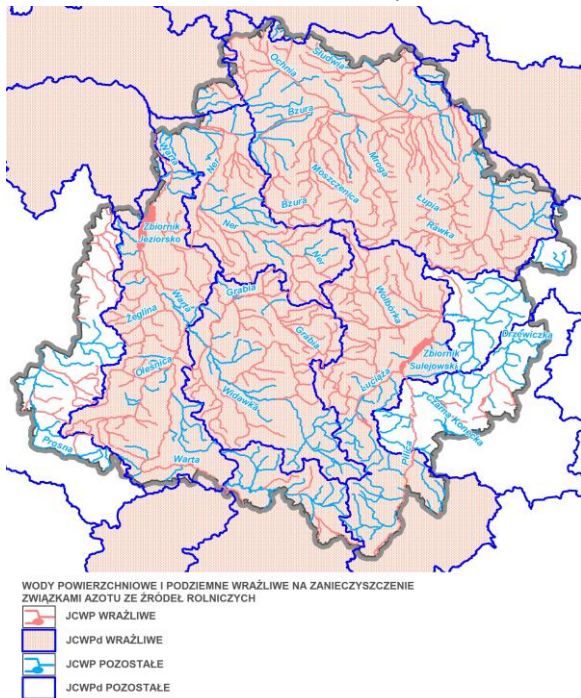 Słudwia
Ochnia
Bzura
Warta
Ner
Mroga
Moszczenica
Bzura
Łupia
Rawka
Zbiornik
Jeziorsko
Ner
Ner
Warta
Grabia
Wolbórka
Żeglina
Grabia
Drzewiczka
Zbiornik
Sulejowski
Oleśnica
Luciąża
Widawka
Czarna Konecka
Pilica
Prosna
Warta
WODY POWIERZCHNIOWE I PODZIEMNE WRAŻLIWE NA ZANIECZYSZCZENIE
ZWIĄZKAMI AZOTU ZE ŹRÓDEŁ ROLNICZYCH
JCWP WRAŻLIWE
JCWPd WRAŻLIWE
JCWP POZOSTAŁE
JCWPd POZOSTAŁE